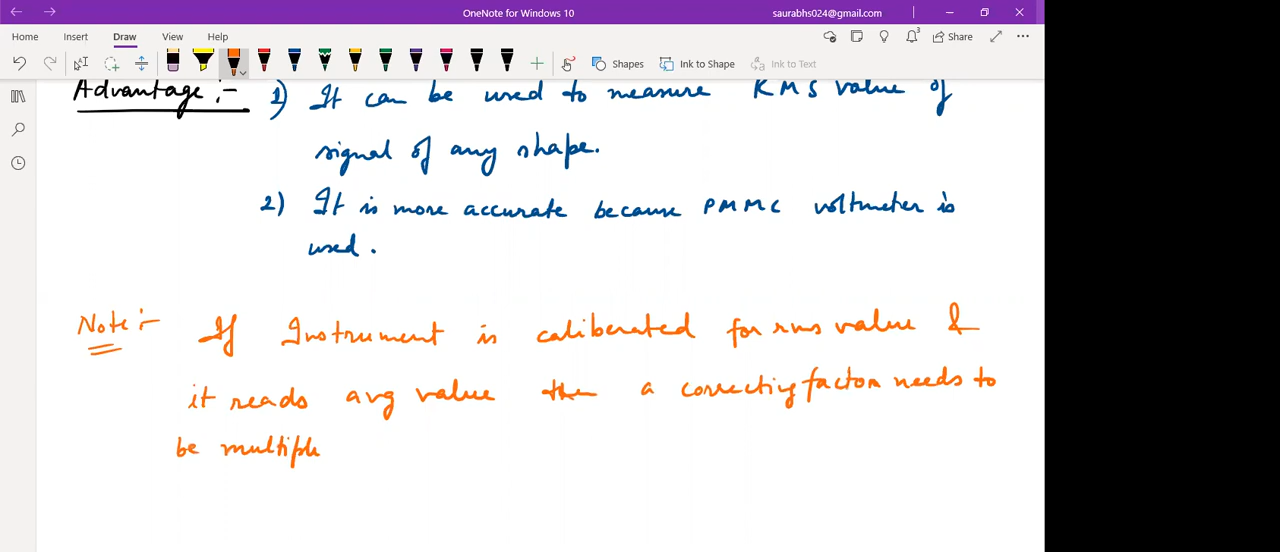 OneNote for Windows 10
saurabhs024@gmail.com
Home Insert Draw View Help
3 Share
Shapes Ink to Shape Ink to Text
Advantage :- 1) It can be used to measure RMS value of
signal of any shape.
2) It is more accurate because PMMC voltmeter is
used.
Note :- If Instrument is caliberated for rms value &
it reads avg value then a correcting factor needs to
be multiple